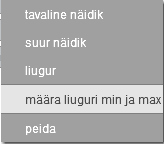 tavaline näidik
suur näidik
liugur
määra liuguri min ja max
peida